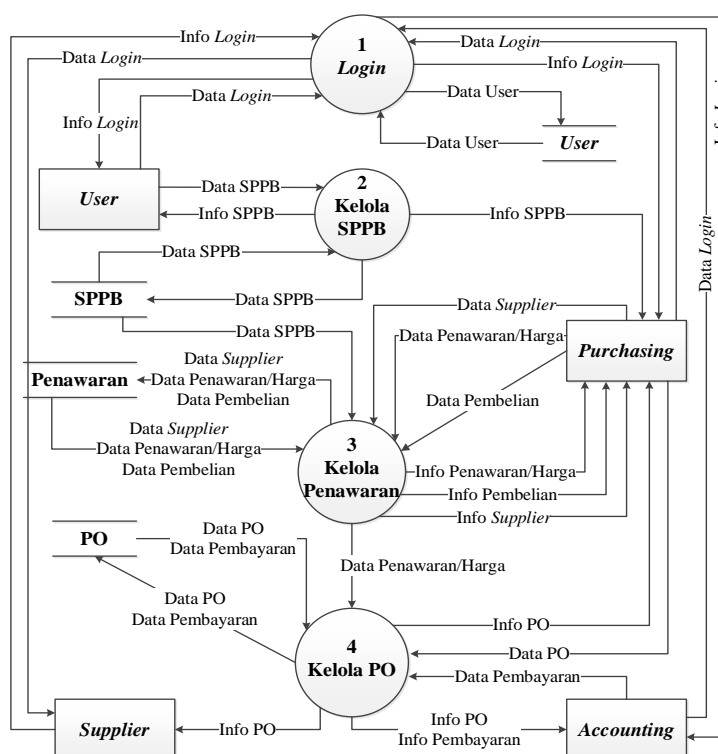 Info Login
1
Login
Data Login
Data Login
Info Login
Data Login
Data User
Info Login
Data User
User
User
Data SPPB
2
Kelola
SPPB
Info SPPB
Info SPPB
Data Login
Data SPPB
SPPB
Data SPPB
Data Supplier
Data SPPB
Data Penawaran/Harga
Purchasing
Penawaran
Data Supplier
Data Penawaran/Harga
Data Pembelian
Data Pembelian
Data Supplier
Data Penawaran/Harga
Data Pembelian
3
Kelola
Penawaran
Info Penawaran/Harga
Info Pembelian
Info Supplier
PO
Data PO
Data Pembayaran
Data Penawaran/Harga
Data PO
Data Pembayaran
4
Kelola PO
Info PO
Data PO
Data Pembayaran
Supplier
Info PO
Info PO
Info Pembayaran
Accounting